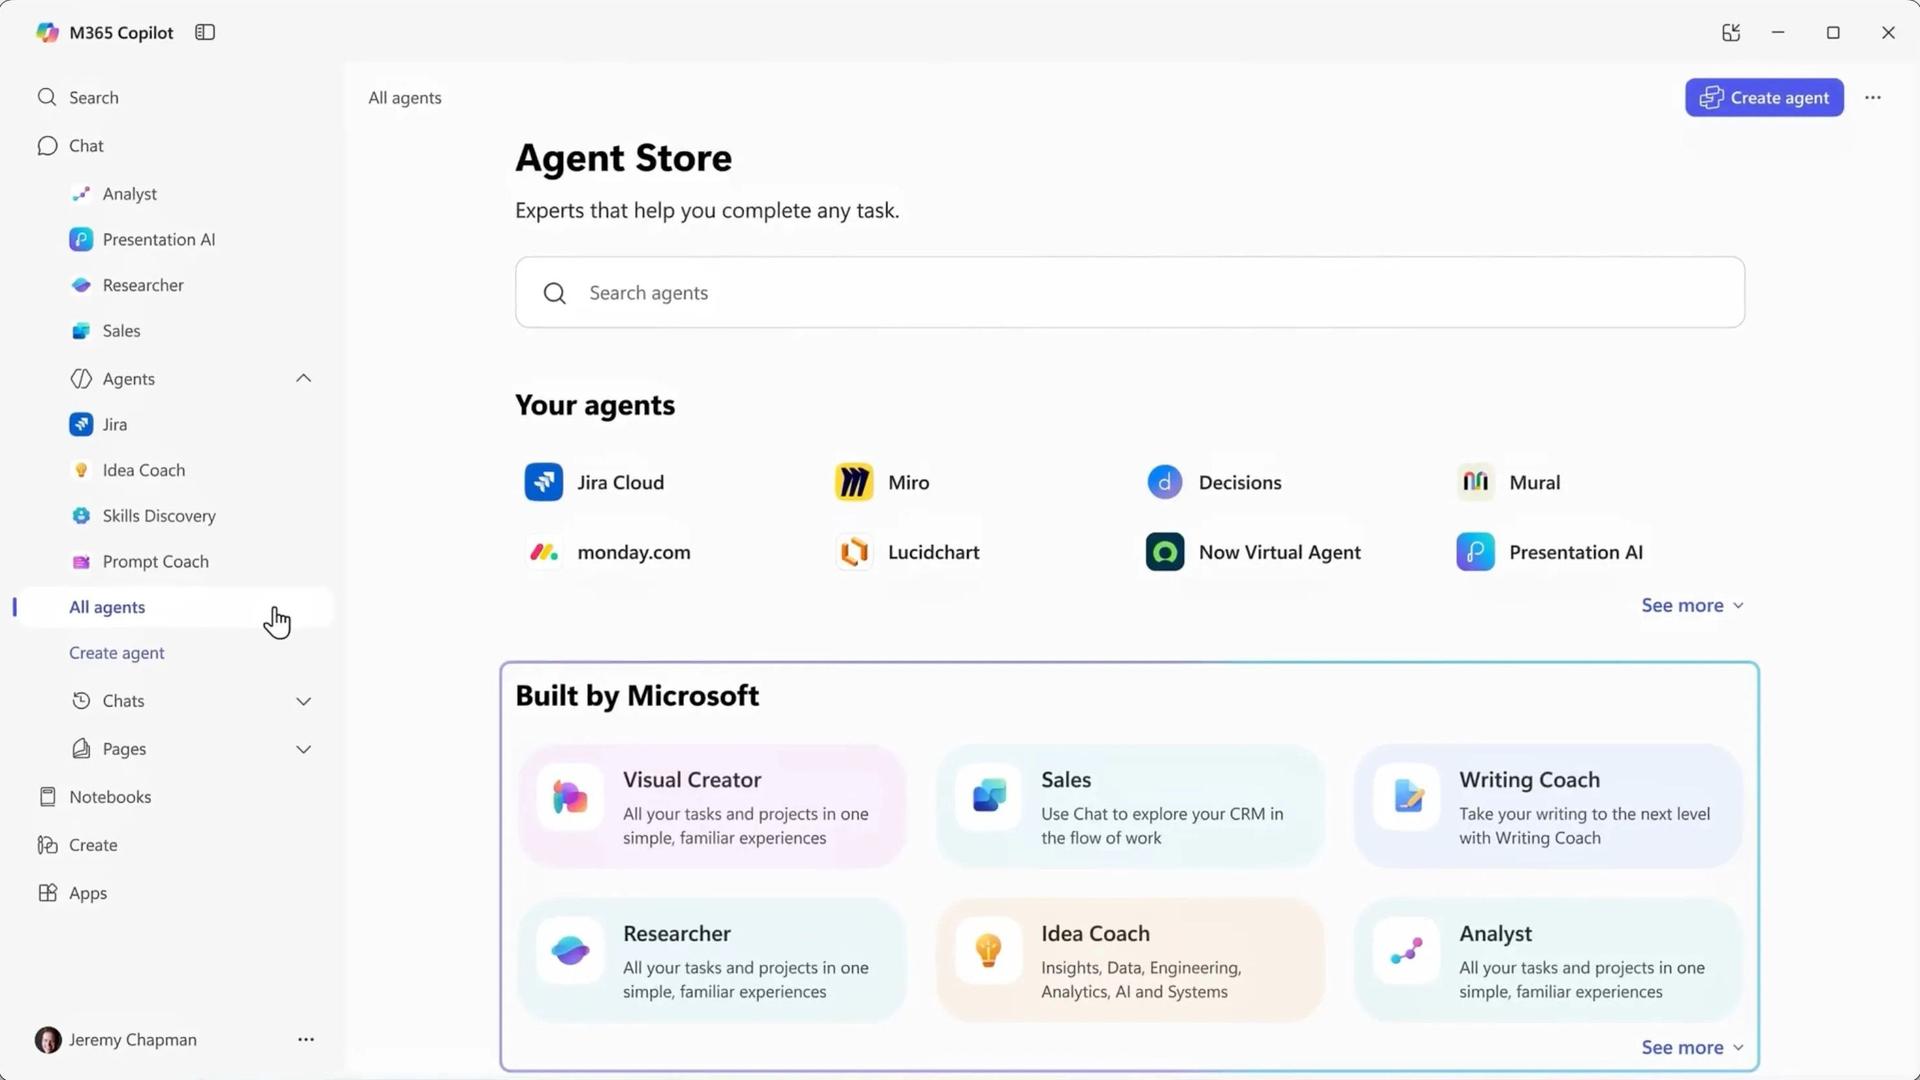 M365 Copilot
Search
Chat
Analyst
Presentation AI
Researcher
Sales
Agents
Jira
Idea Coach
Skills Discovery
Prompt Coach
All agents
Create agent
Chats
Pages
Notebooks
Create
Apps
Jeremy Chapman
All agents
Create agent
Agent Store
Experts that help you complete any task.
Search agents
Your agents
Jira Cloud
Miro
Decisions
Mural
monday.com
Lucidchart
Now Virtual Agent
Presentation AI
See more
Built by Microsoft
Visual Creator
All your tasks and projects in one
simple, familiar experiences
Sales
Use Chat to explore your CRM in
the flow of work
Writing Coach
Take your writing to the next level
with Writing Coach
Researcher
All your tasks and projects in one
simple, familiar experiences
Idea Coach
Insights, Data, Engineering,
Analytics, AI and Systems
Analyst
All your tasks and projects in one
simple, familiar experiences
See more